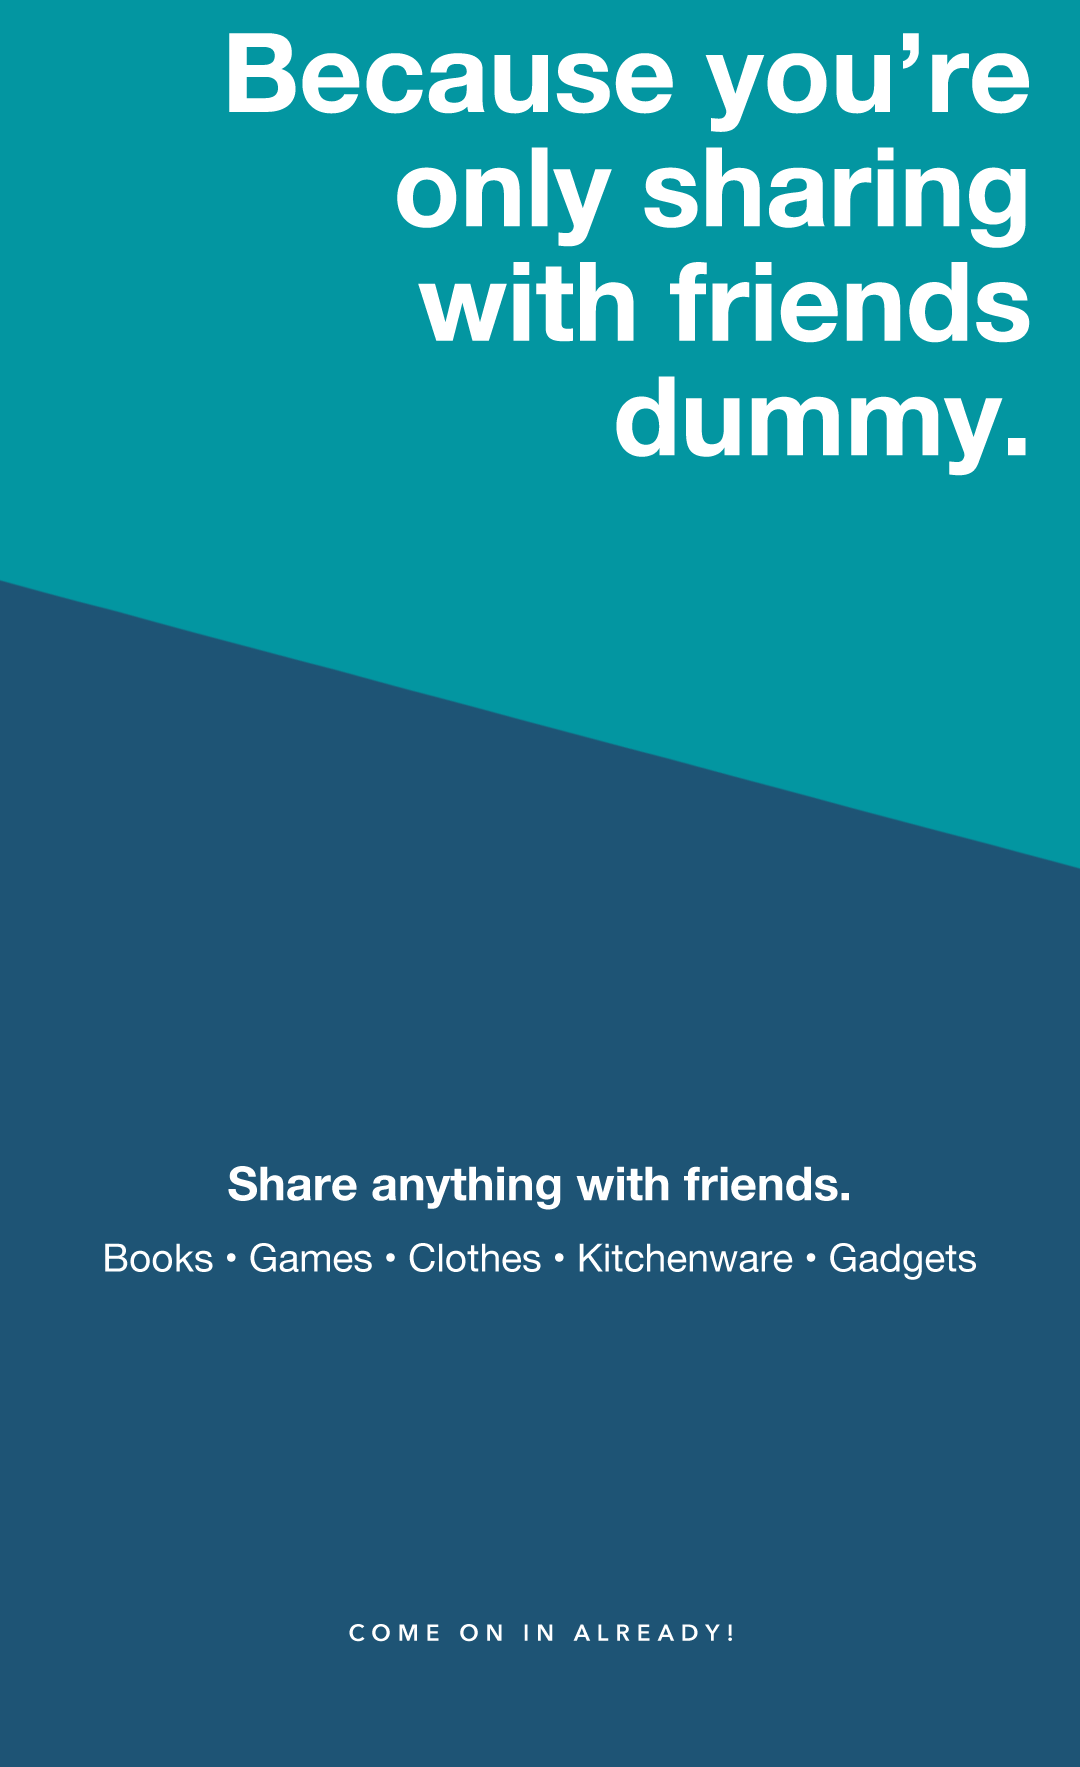 Because you’re
only sharing
with friends
dummy.
Share anything with friends.
Books • Games • Clothes • Kitchenware • Gadgets
COME ON IN ALREADY!